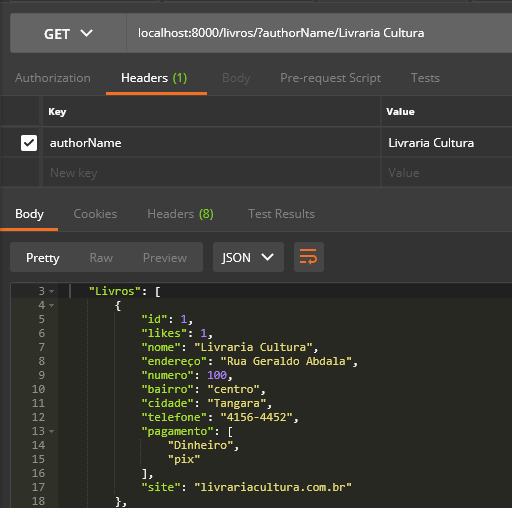 GET localhost:8000/livros/?authorName/Livraria Cultura
Authorization Headers (1) Body Pre-request Script Tests
Key Value
authorName Livraria Cultura
New key Value
Body Cookies Headers (8) Test Results
Pretty Raw Preview JSON
3 "Livros": [
4 {
5 "id": 1,
6 "likes": 1,
7 "nome": "Livraria Cultura",
8 "endereço": "Rua Geraldo Abdala",
9 "numero": 100,
10 "bairro": "centro",
11 "cidade": "Tangara",
12 "telefone": "4156-4452",
13 "pagamento": [
14 "Dinheiro",
15 "pix"
16 ],
17 "site": "livrariacultura.com.br"
18 },